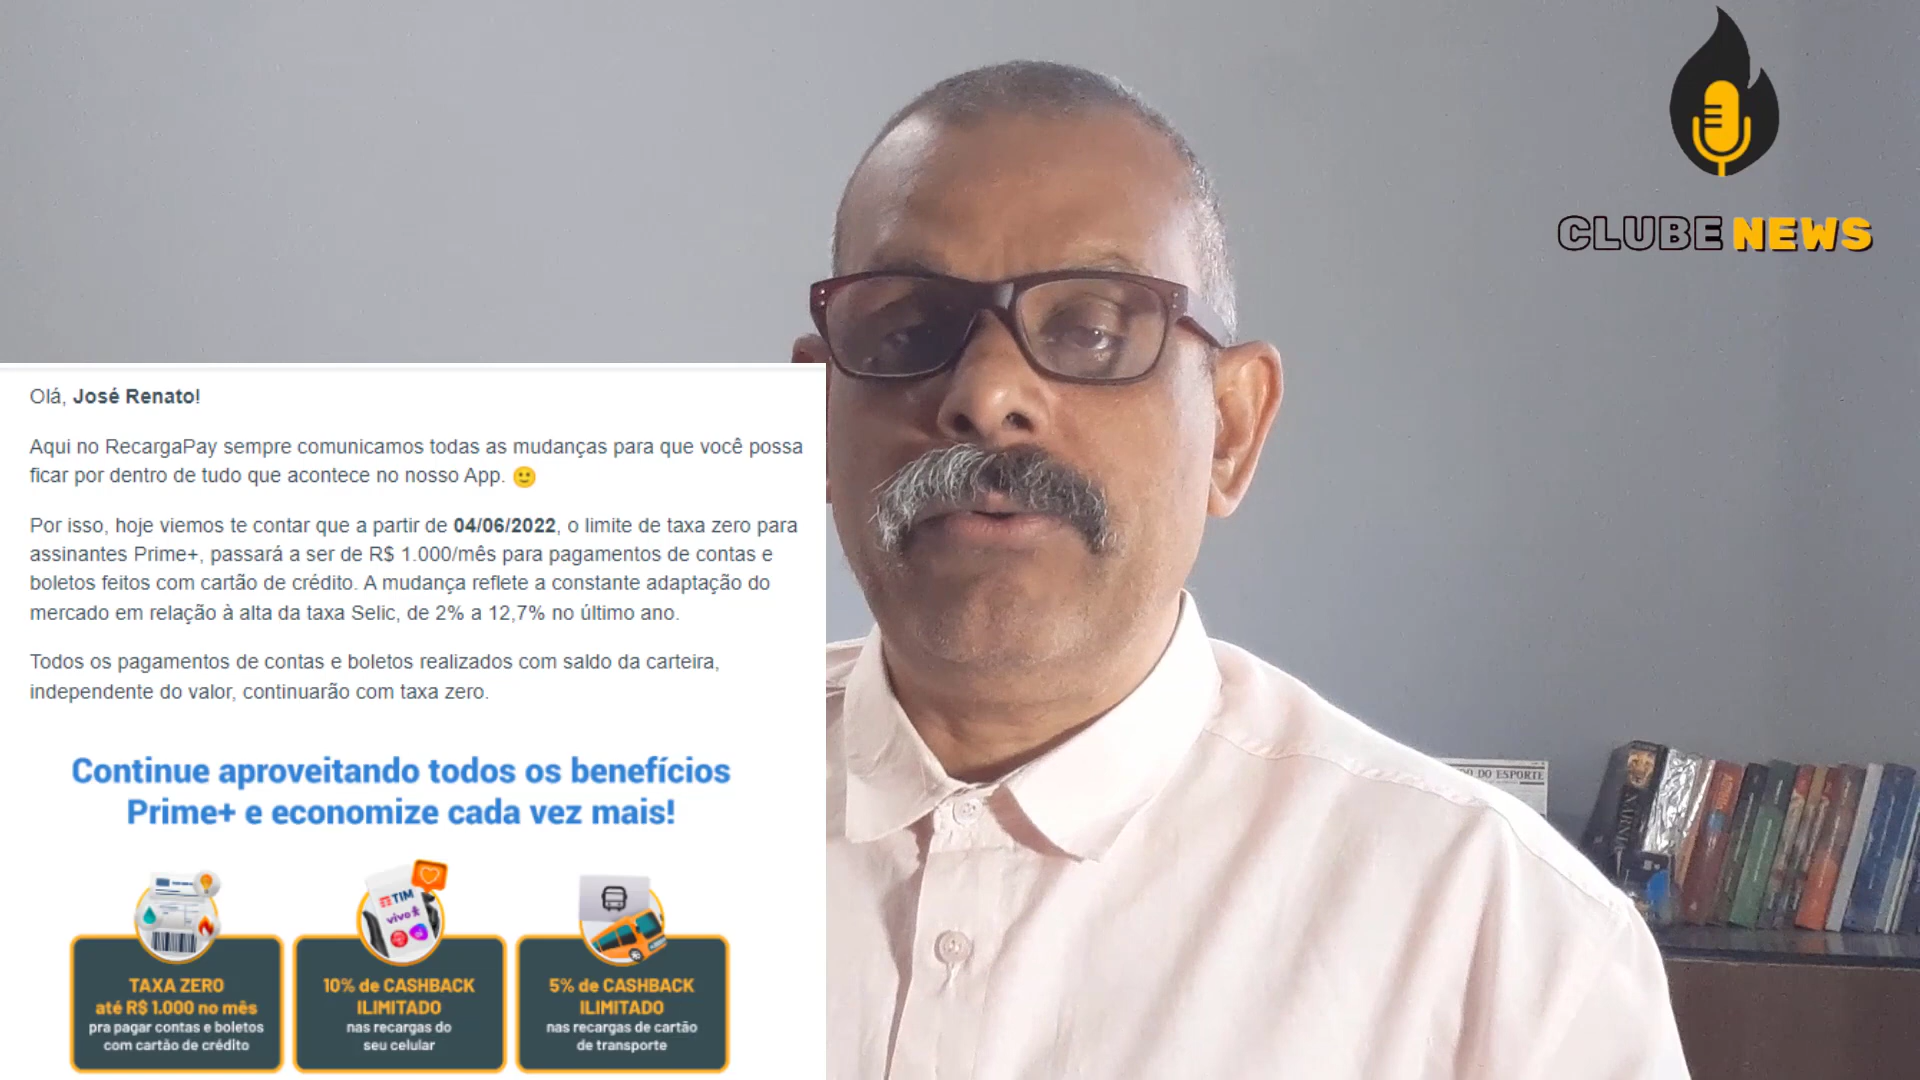 CLUBE NEWS
Olá, José Renato!
Aqui no RecargaPay sempre comunicamos todas as mudanças para que você possa
ficar por dentro de tudo que acontece no nosso App. 🙂
Por isso, hoje viemos te contar que a partir de 04/06/2022, o limite de taxa zero para
assinantes Prime+, passará a ser de R$ 1.000/mês para pagamentos de contas e
boletos feitos com cartão de crédito. A mudança reflete a constante adaptação do
mercado em relação à alta da taxa Selic, de 2% a 12,7% no último ano.
Todos os pagamentos de contas e boletos realizados com saldo da carteira,
independente do valor, continuarão com taxa zero.
Continue aproveitando todos os benefícios
Prime+ e economize cada vez mais!
TIM
vivo
TAXA ZERO
até R$ 1.000 no mês
pra pagar contas e boletos
com cartão de crédito
10% de CASHBACK
ILIMITADO
nas recargas do
seu celular
5% de CASHBACK
ILIMITADO
nas recargas de cartão
de transporte
DO ESPORTE
NÁRNIA